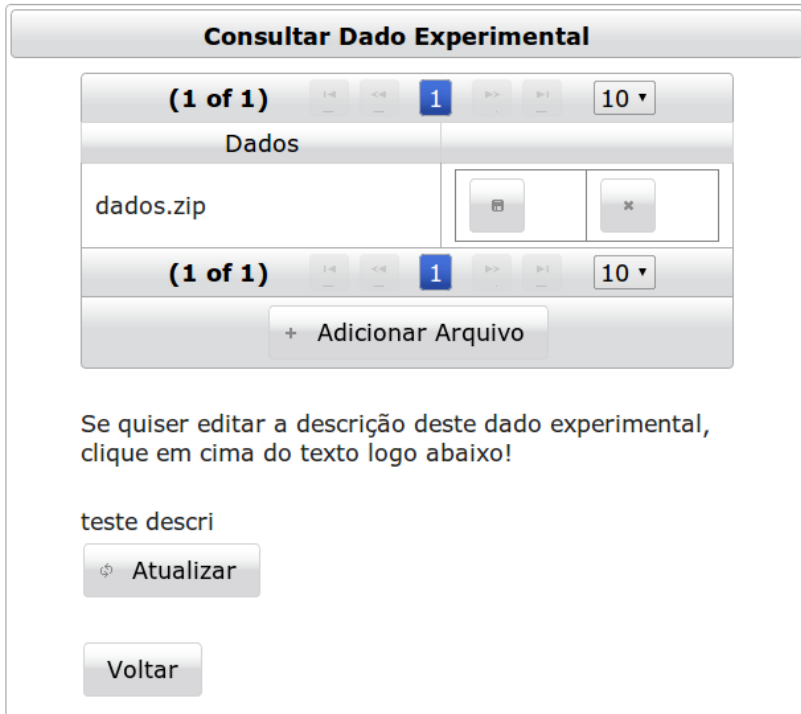 Consultar Dado Experimental
(1 of 1) 1 10
Dados
dados.zip
(1 of 1) 1 10
Adicionar Arquivo
Se quiser editar a descrição deste dado experimental,
clique em cima do texto logo abaixo!
teste descri
Atualizar
Voltar